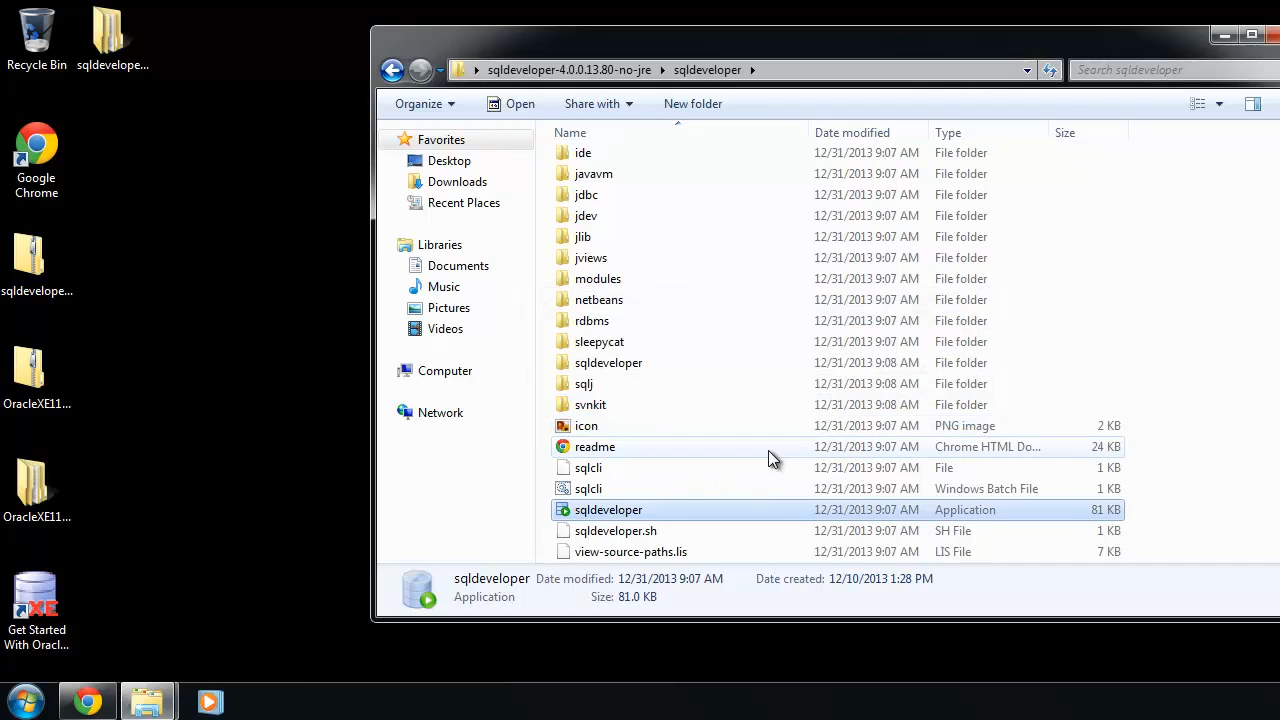 Recycle Bin
sqldevelope...
Google
Chrome
sqldevelope...
OracleXE11...
OracleXE11...
XE
Get Started
With Oracl...
sqldeveloper-4.0.0.13.80-no-jre
sqldeveloper
Search sqldeveloper
Organize
Open
Share with
New folder
Favorites
Desktop
Downloads
Recent Places
Libraries
Documents
Music
Pictures
Videos
Computer
Network
Name Date modified Type Size
ide 12/31/2013 9:07 AM File folder
javavm 12/31/2013 9:07 AM File folder
jdbc 12/31/2013 9:07 AM File folder
jdev 12/31/2013 9:07 AM File folder
jlib 12/31/2013 9:07 AM File folder
jviews 12/31/2013 9:07 AM File folder
modules 12/31/2013 9:07 AM File folder
netbeans 12/31/2013 9:07 AM File folder
rdbms 12/31/2013 9:07 AM File folder
sleepycat 12/31/2013 9:07 AM File folder
sqldeveloper 12/31/2013 9:08 AM File folder
sqlj 12/31/2013 9:08 AM File folder
svnkit 12/31/2013 9:08 AM File folder
icon 12/31/2013 9:07 AM PNG image 2 KB
readme 12/31/2013 9:07 AM Chrome HTML Do... 24 KB
sqlcli 12/31/2013 9:07 AM File 1 KB
sqlcli 12/31/2013 9:07 AM Windows Batch File 1 KB
sqldeveloper 12/31/2013 9:07 AM Application 81 KB
sqldeveloper.sh 12/31/2013 9:07 AM SH File 1 KB
view-source-paths.lis 12/31/2013 9:07 AM LIS File 7 KB
sqldeveloper Date modified: 12/31/2013 9:07 AM Date created: 12/10/2013 1:28 PM
Application Size: 81.0 KB